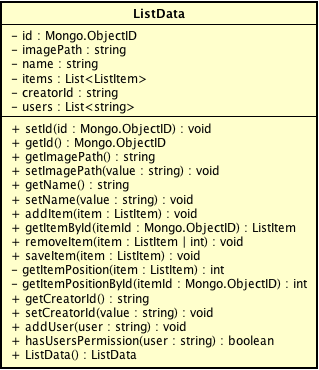 ListData
- id : Mongo.ObjectID
- imagePath : string
- name : string
- items : List<ListItem>
- creatorId : string
- users : List<string>
+ setId(id : Mongo.ObjectID) : void
+ getId() : Mongo.ObjectID
+ getImagePath() : string
+ setImagePath(value : string) : void
+ getName() : string
+ setName(value : string) : void
+ addItem(item : ListItem) : void
+ getItemById(itemId : Mongo.ObjectID) : ListItem
+ removeItem(item : ListItem | int) : void
+ saveItem(item : ListItem) : void
- getItemPosition(item : ListItem) : int
- getItemPositionById(itemId : Mongo.ObjectID) : int
+ getCreatorId() : string
+ setCreatorId(value : string) : void
+ addUser(user : string) : void
+ hasUsersPermission(user : string) : boolean
+ ListData() : ListData